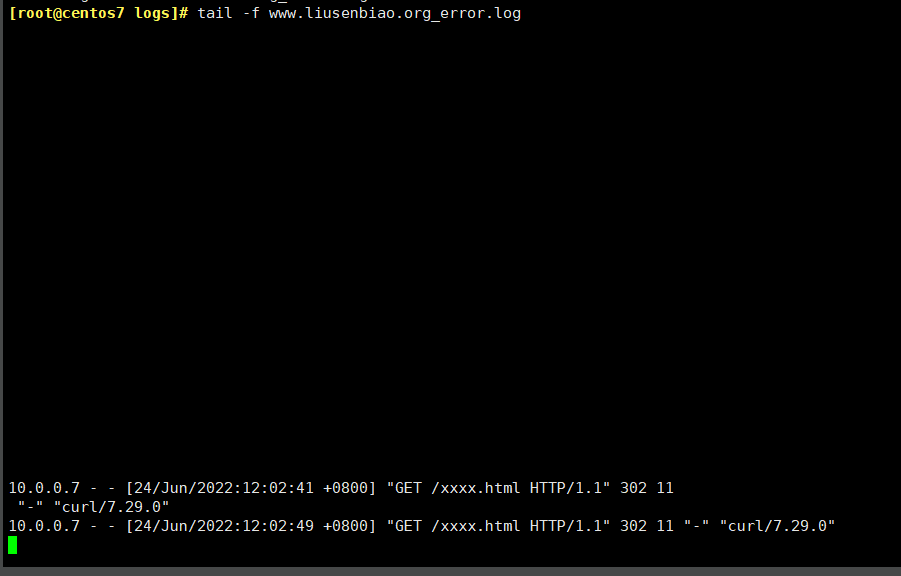 [root@centos7 logs]# tail -f www.liusenbiao.org_error.log
10.0.0.7 - - [24/Jun/2022:12:02:41 +0800] "GET /xxxx.html HTTP/1.1" 302 11
"-" "curl/7.29.0"
10.0.0.7 - - [24/Jun/2022:12:02:49 +0800] "GET /xxxx.html HTTP/1.1" 302 11 "-" "curl/7.29.0"